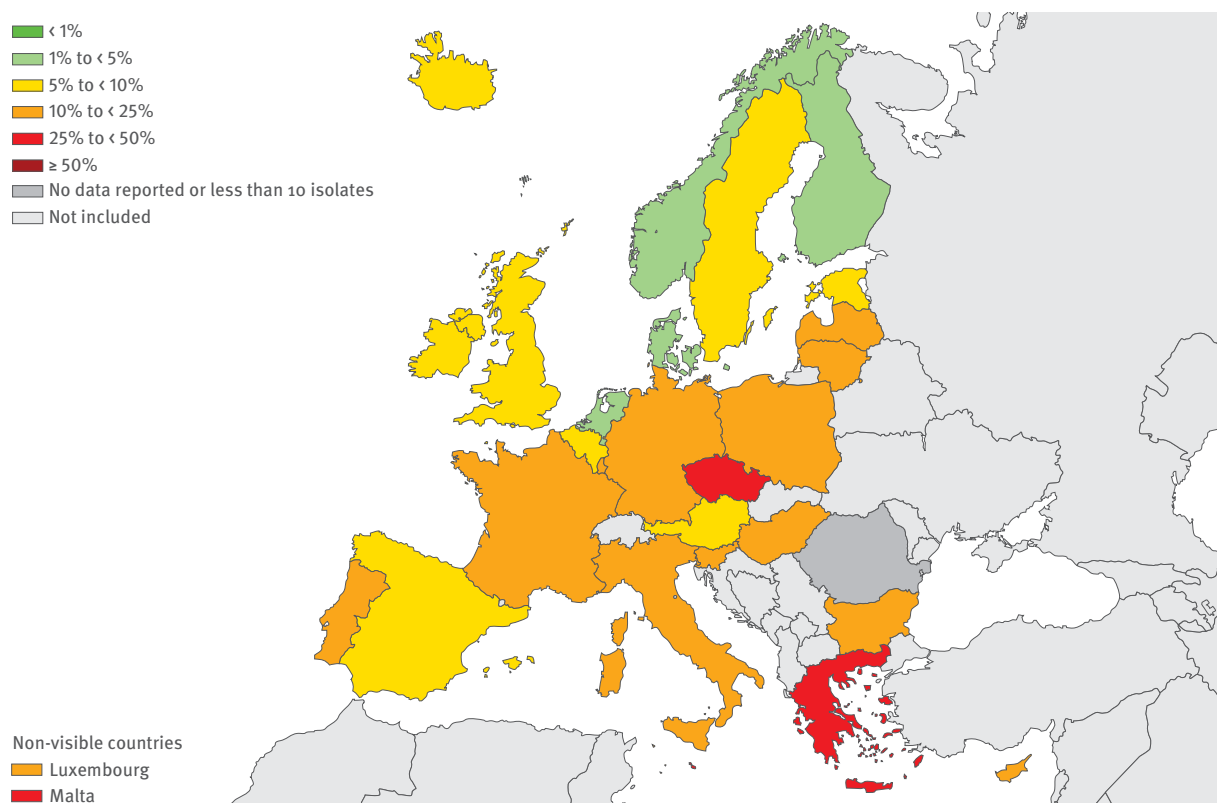 < 1%
1% to < 5%
5% to < 10%
10% to < 25%
25% to < 50%
≥ 50%
No data reported or less than 10 isolates
Not included
Non-visible countries
Luxembourg
Malta